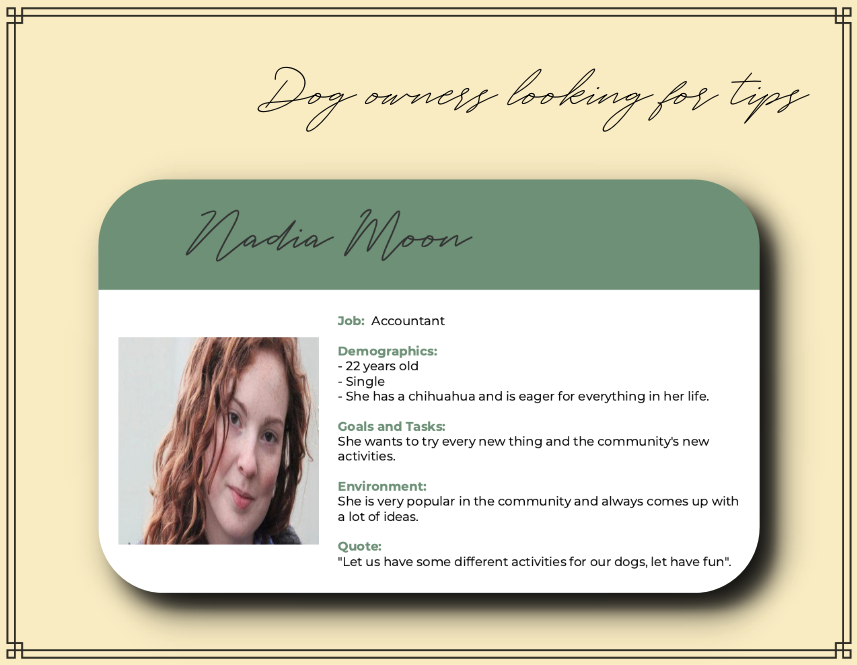 Dog owners looking for tips
Nadia Moon
Job: Accountant
Demographics:
- 22 years old
- Single
- She has a chihuahua and is eager for everything in her life.
Goals and Tasks:
She wants to try every new thing and the community's new
activities.
Environment:
She is very popular in the community and always comes up with
a lot of ideas.
Quote:
"Let us have some different activities for our dogs, let have fun".